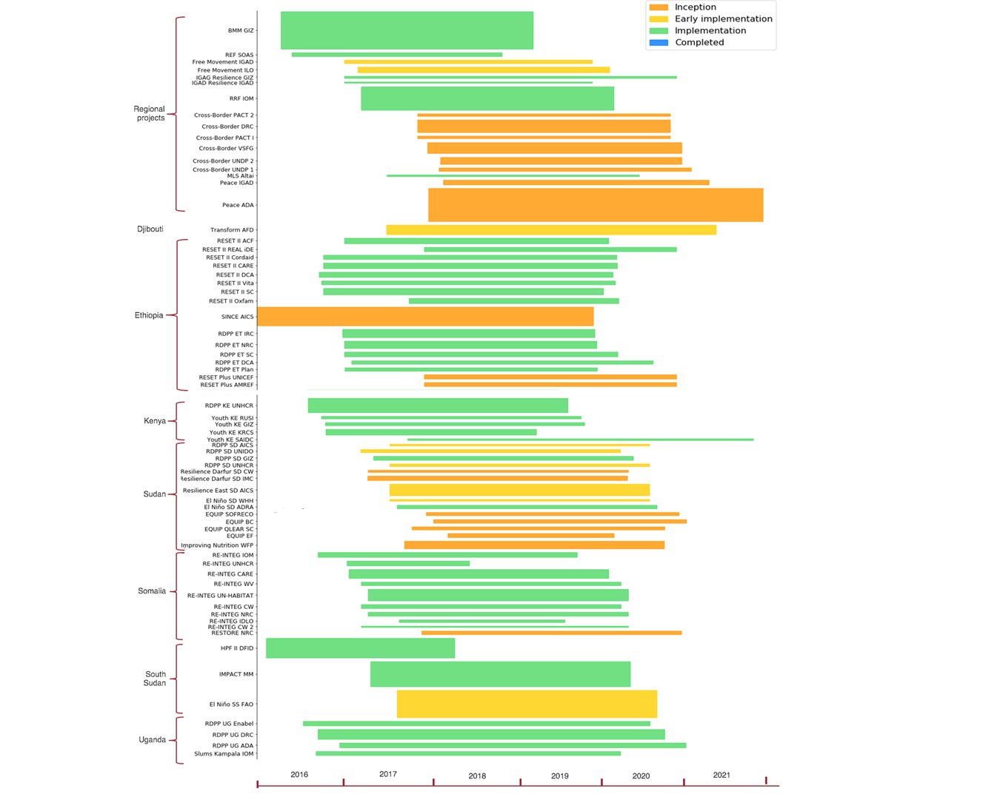 Inception
Early implementation
Implementation
Completed
Regional
projects
BMM GIZ
REF SOAS
Free Movement IGAD
Free Movement ILO
IGAG Resilience GIZ
IGAD Resilience IGAD
RRF IOM
Cross-Border PACT 2
Cross-Border DRC
Cross-Border PACT I
Cross-Border VSFG
Cross-Border UNDP 2
Cross-Border UNDP 1
MLS Altai
Peace IGAD
Peace ADA
Djibouti
Transform AFD
Ethiopia
RESET II ACF
RESET II REAL iDE
RESET II Cordaid
RESET II CARE
RESET II DCA
RESET II Vita
RESET II SC
RESET II Oxfam
SINCE AICS
RDPP ET IRC
RDPP ET NRC
RDPP ET SC
RDPP ET DCA
RDPP ET Plan
RESET Plus UNICEF
RESET Plus AMREF
Kenya
RDPP KE UNHCR
Youth KE RUSI
Youth KE GIZ
Youth KE KRCS
Youth KE SAIDC
Sudan
RDPP SD AICS
RDPP SD UNIDO
RDPP SD GIZ
RDPP SD UNHCR
Resilience Darfur SD CW
Resilience Darfur SD IMC
Resilience East SD AICS
El Niño SD WHH
El Niño SD ADRA
EQUIP SOFRECO
EQUIP BC
EQUIP QLEAR SC
EQUIP EF
Improving Nutrition WFP
Somalia
RE-INTEG IOM
RE-INTEG UNHCR
RE-INTEG CARE
RE-INTEG WV
RE-INTEG UN-HABITAT
RE-INTEG CW
RE-INTEG NRC
RE-INTEG IDLO
RE-INTEG CW 2
RESTORE NRC
South
Sudan
HPF II DFID
IMPACT MM
El Niño SS FAO
Uganda
RDPP UG Enabel
RDPP UG DRC
RDPP UG ADA
Slums Kampala IOM
2016 2017 2018 2019 2020 2021